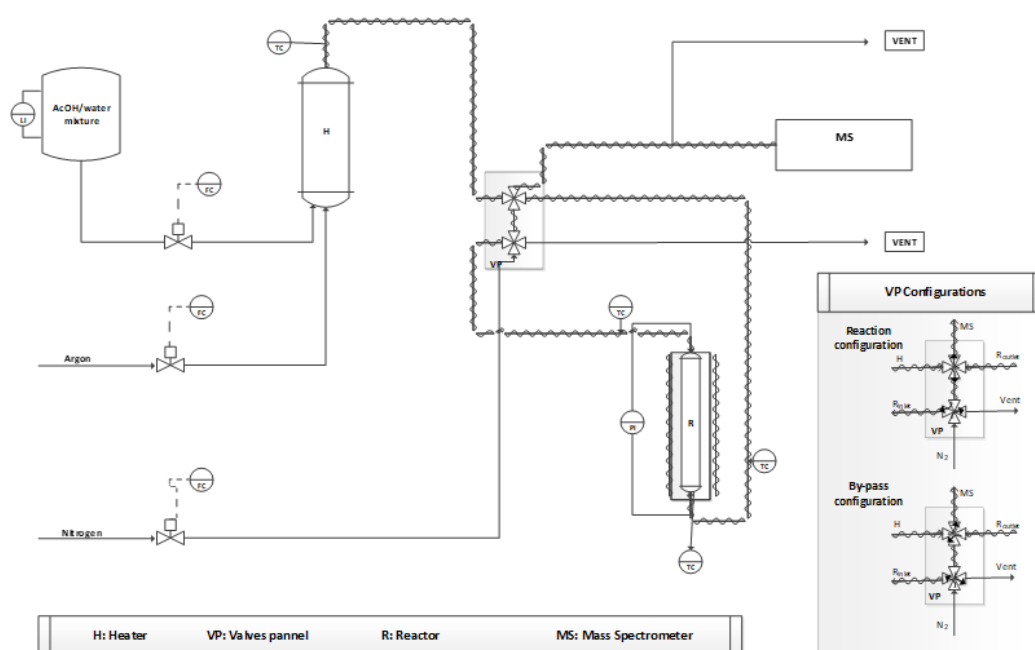 VENT
TC
AcOH/water
mixture
LI
H
MS
FC
VP
VENT
FC
TC
Argon
PI
R
TC
FC
Nitrogen
TC
VP Configurations
Reaction
configuration
MS
H
Routlet
Rinlet
Vent
VP
N2
By-pass
configuration
MS
H
Routlet
Rinlet
Vent
VP
N2
H: Heater VP: Valves pannel R: Reactor MS: Mass Spectrometer